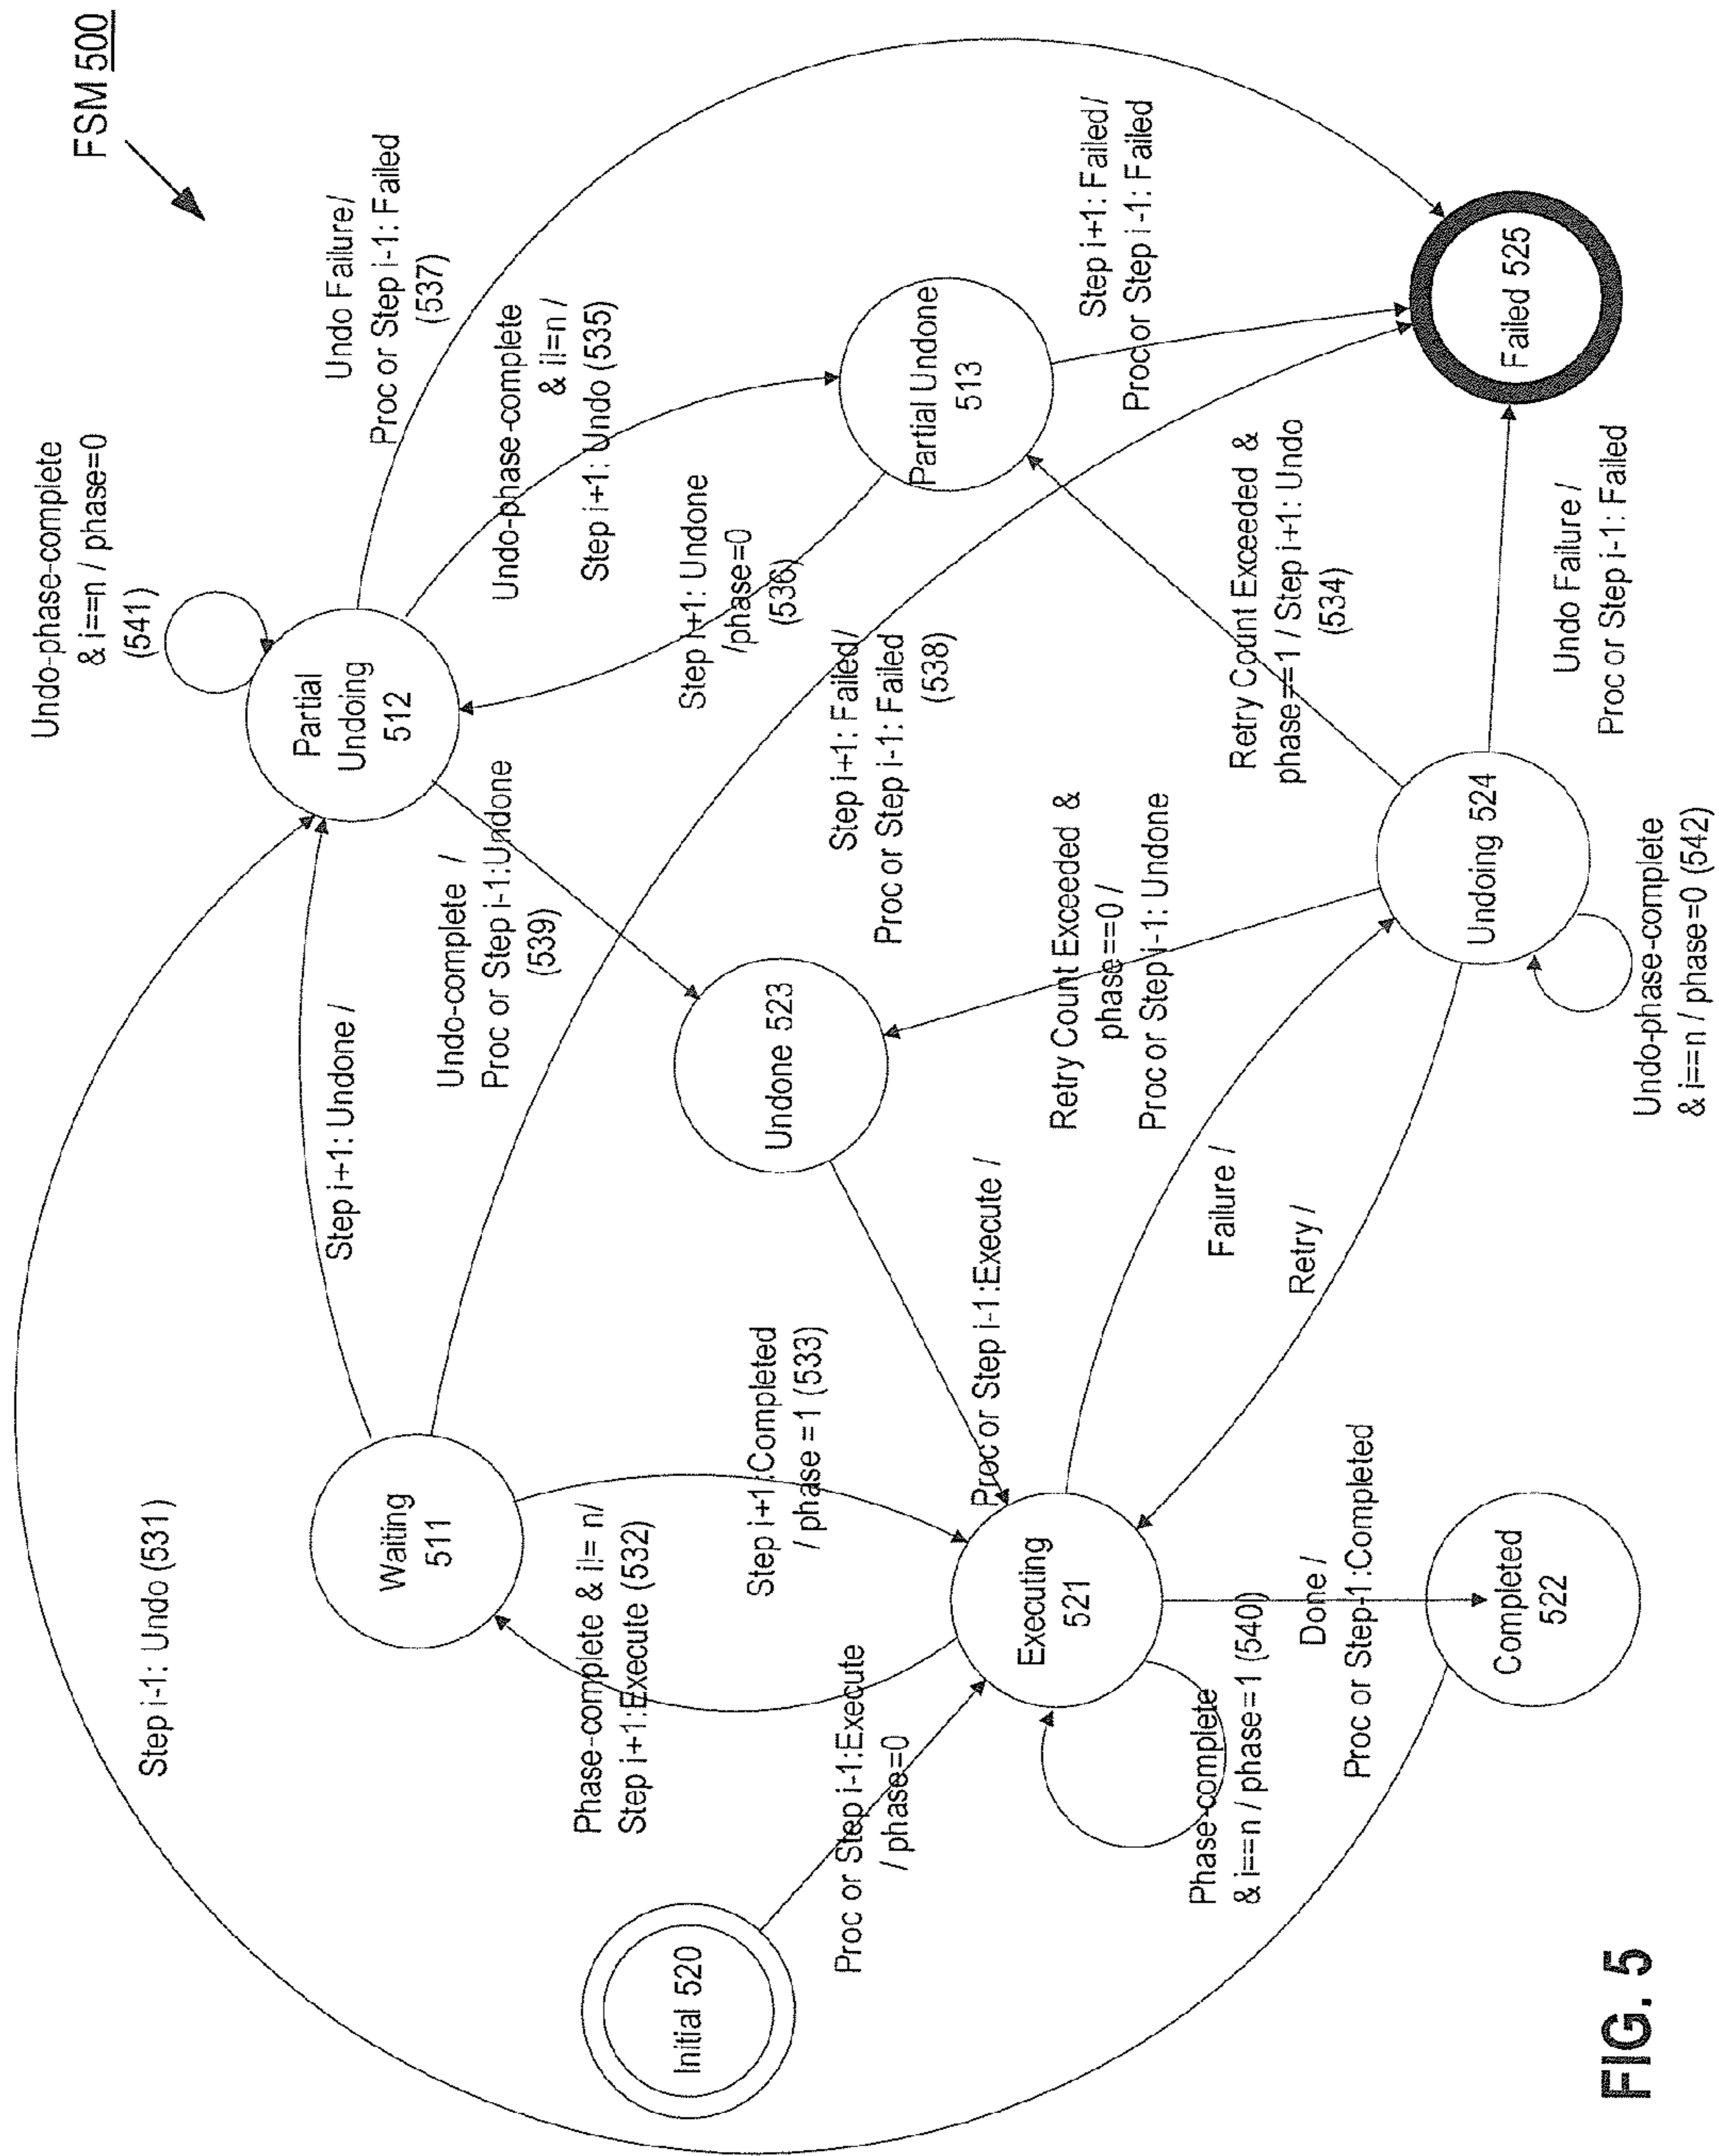 FSM 500
Step i-1: Undo (531)
Undo-phase-complete
& i==n / phase=0
(541)
Undo Failure /
Proc or Step i-1: Failed
(537)
Step i+1: Undone /
Partial
Undoing
512
Undo-phase-complete
& i!=n /
Step i+1: Undo (535)
Waiting
511
Undo-complete /
Proc or Step i-1:Undone
(539)
Step i+1: Undone
/phase=0
(536)
Phase-complete & i!= n/
Step i+1:Execute (532)
Step i+1:Completed
/ phase =1 (533)
Initial 520
Undone 523
Step i+1: Failed/
Proc or Step i-1: Failed
(538)
Partial Undone
513
Step i+1: Failed/
Proc or Step i-1: Failed
Proc or Step i-1:Execute
/ phase=0
Executing
521
Proc or Step i-1:Execute /
Retry Count Exceeded &
phase==0 /
Proc or Step i-1: Undone
Retry Count Exceeded &
phase==1 / Step i+1: Undo
(534)
Failure /
Retry /
Phase-complete
& i==n / phase=1 (540)
Done /
Proc or Step-1:Completed
Completed
522
Undoing 524
Failed 525
Undo Failure /
Proc or Step i-1: Failed
Undo-phase-complete
& i==n / phase=0 (542)
FIG. 5